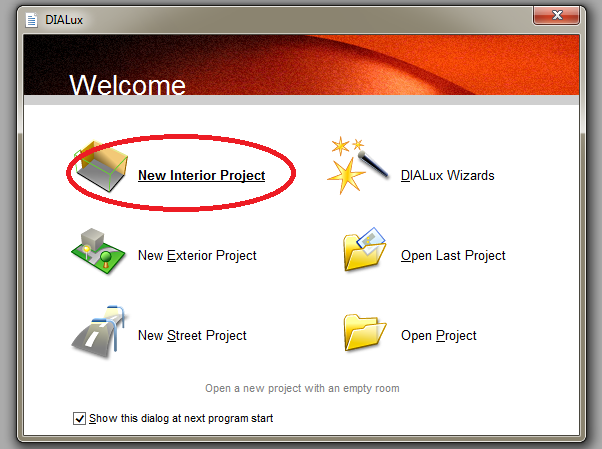 DIALux
Welcome
New Interior Project
DIALux Wizards
New Exterior Project
Open Last Project
New Street Project
Open Project
Open a new project with an empty room
Show this dialog at next program start